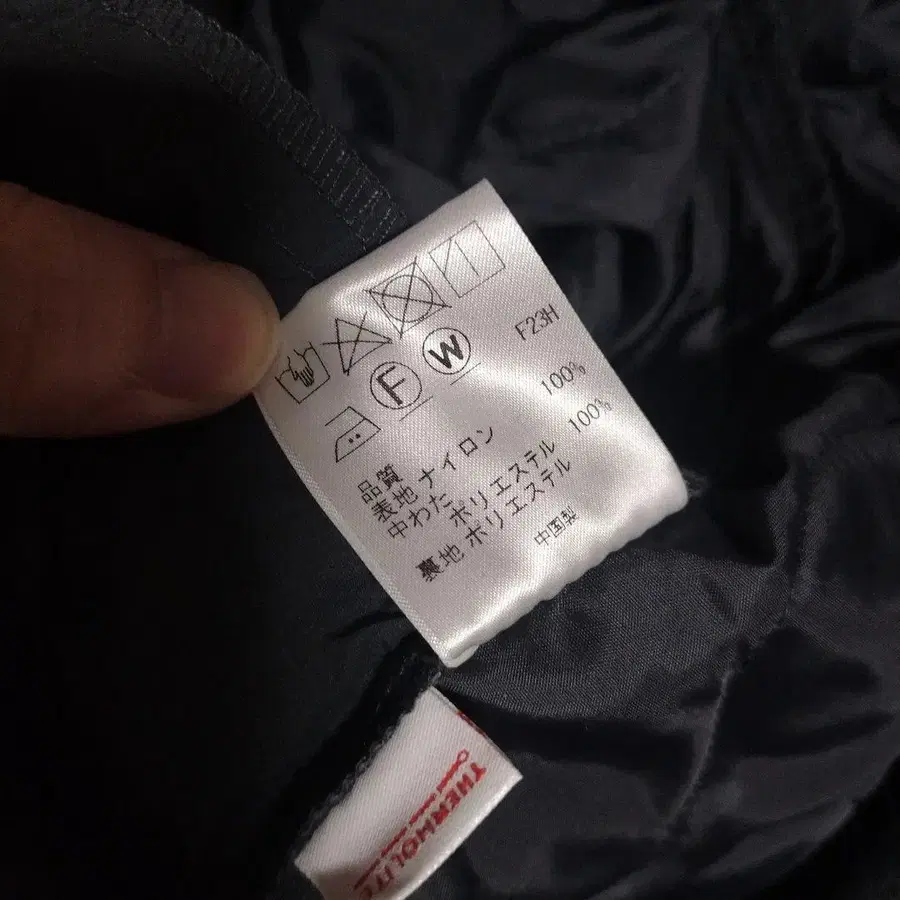 F23H
F W
品質
表地 ナイロン 100%
中わた ポリエステル 100%
裏地 ポリエステル
中国製
THERMOLITE